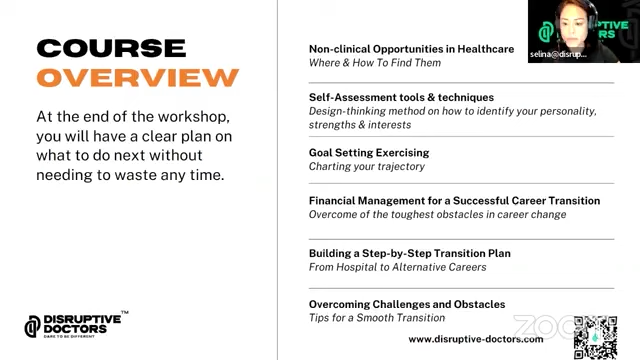 COURSE
OVERVIEW
At the end of the workshop,
you will have a clear plan on
what to do next without
needing to waste any time.
DISRUPTIVE
DOCTORS
TM
DARE TO BE DIFFERENT
Non-clinical Opportunities in Healthcare
Where & How To Find Them
Self-Assessment tools & techniques
Design-thinking method on how to identify your personality,
strengths & interests
Goal Setting Exercising
Charting your trajectory
Financial Management for a Successful Career Transition
Overcome of the toughest obstacles in career change
Building a Step-by-Step Transition Plan
From Hospital to Alternative Careers
Overcoming Challenges and Obstacles
Tips for a Smooth Transition
www.disruptive-doctors.com
zoom
selina@disrup...